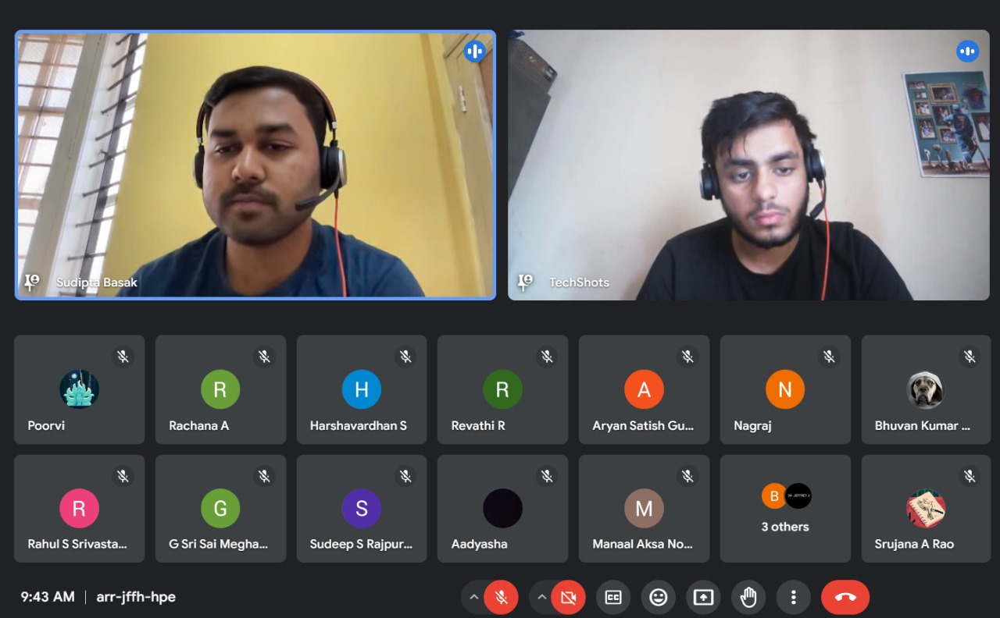 Sudipta Basak
TechShots
Poorvi
R
Rachana A
H
Harshavardhan S
R
Revathi R
A
Aryan Satish Gu...
N
Nagraj
Bhuvan Kumar ...
R
Rahul S Srivasta...
G
G Sri Sai Megha...
S
Sudeep S Rajpur...
Aadyasha
M
Manaal Aksa No...
B
3 others
Srujana A Rao
9:43 AM | arr-jffh-hpe
CC